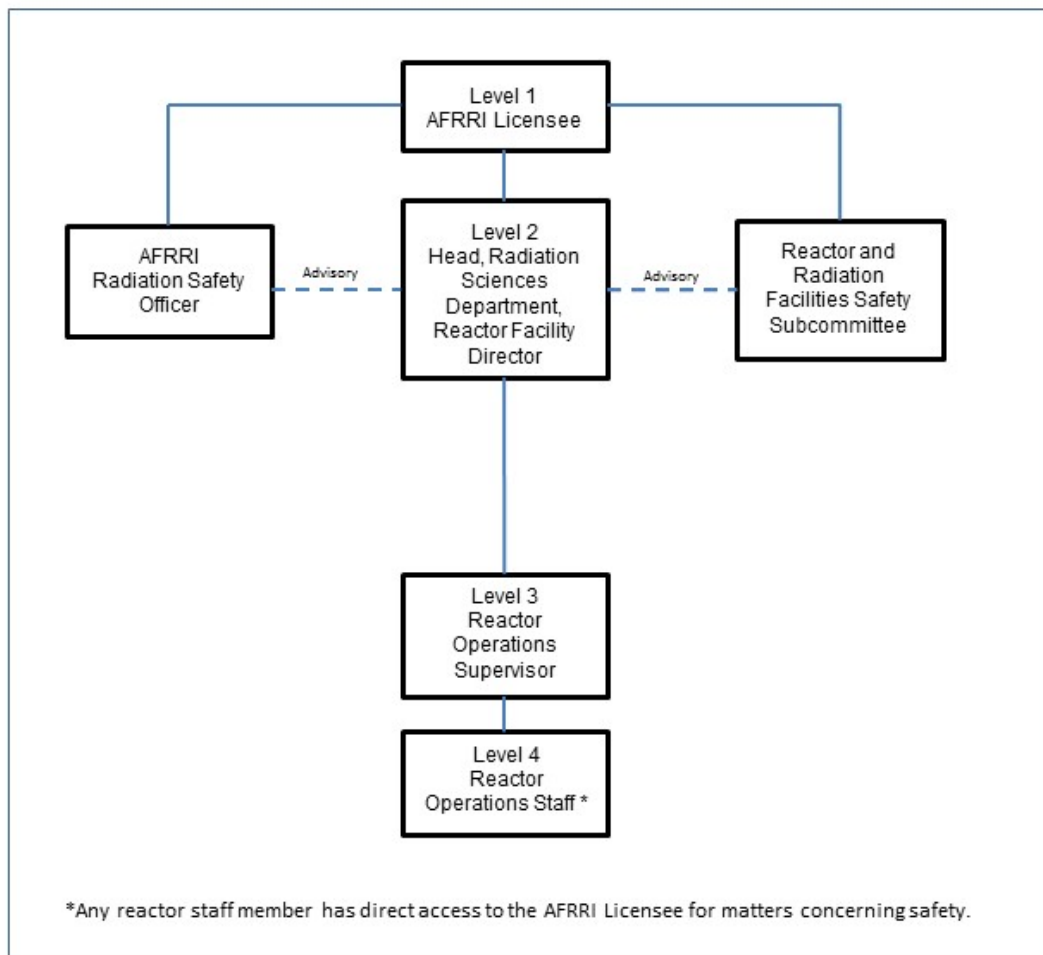 Level 1
AFRRI Licensee
AFRRI
Radiation Safety
Officer
Advisory
Level 2
Head, Radiation
Sciences
Department,
Reactor Facility
Director
Advisory
Reactor and
Radiation
Facilities Safety
Subcommittee
Level 3
Reactor
Operations
Supervisor
Level 4
Reactor
Operations Staff *
*Any reactor staff member has direct access to the AFRRI Licensee for matters concerning safety.